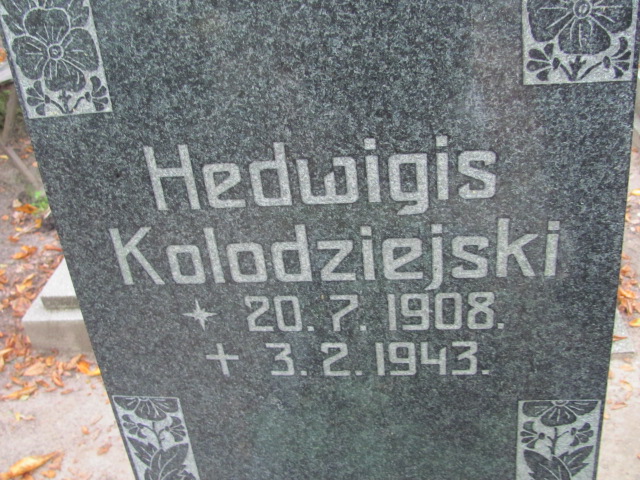 Hedwigis
Kolodziejski
* 20. 7. 1908.
+ 3. 2. 1943.